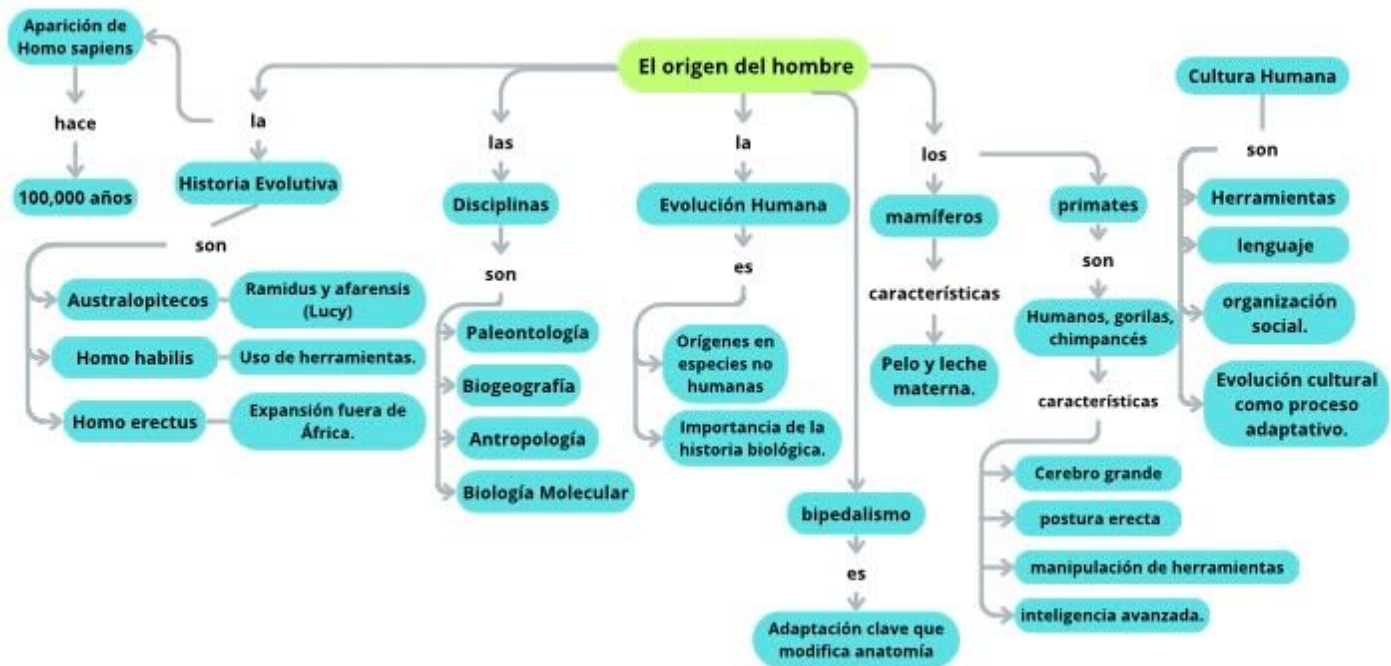 El origen del hombre
Aparición de
Homo sapiens
hace
100,000 años
la
Historia Evolutiva
son
Australopitecos
Ramidus y afarensis
(Lucy)
Homo habilis
Uso de herramientas.
Homo erectus
Expansión fuera de
África.
las
Disciplinas
son
Paleontología
Biogeografía
Antropología
Biología Molecular
la
Evolución Humana
es
Orígenes en
especies no
humanas
Importancia de la
historia biológica.
bipedalismo
es
Adaptación clave que
modifica anatomía
los
mamíferos
características
Pelo y leche
materna.
primates
son
Humanos, gorilas,
chimpancés
características
Cerebro grande
postura erecta
manipulación de herramientas
inteligencia avanzada.
Cultura Humana
son
Herramientas
lenguaje
organización
social.
Evolución cultural
como proceso
adaptativo.